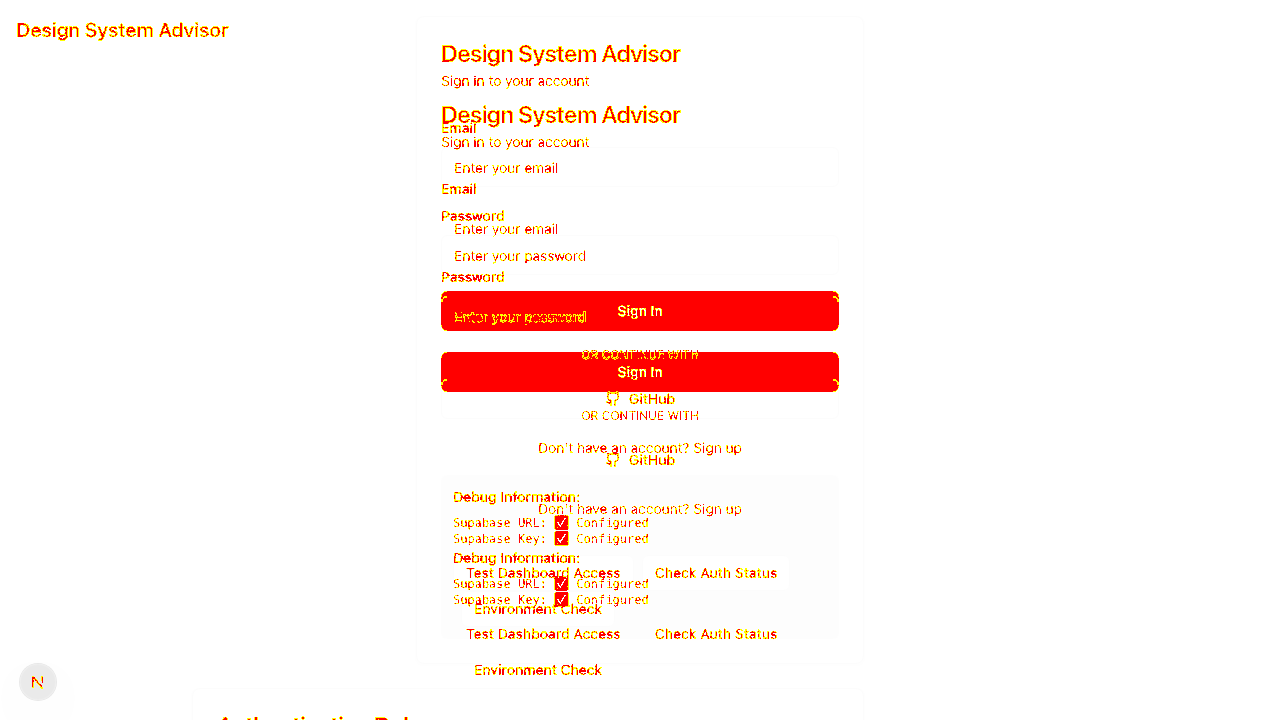 Design System Advisor
Design System Advisor
Sign in to your account
Design System Advisor
Email
Sign in to your account
Enter your email
Email
Password
Enter your email
Enter your password
Password
Sign In
Enter your password
OR CONTINUE WITH
Sign In
GitHub
OR CONTINUE WITH
Don't have an account? Sign up
GitHub
Debug Information:
Don't have an account? Sign up
Supabase URL: ✓ Configured
Supabase Key: ✓ Configured
Debug Information:
Test Dashboard Access Check Auth Status
Supabase URL: ✓ Configured
Supabase Key: ✓ Configured
Environment Check
Test Dashboard Access Check Auth Status
Environment Check
N